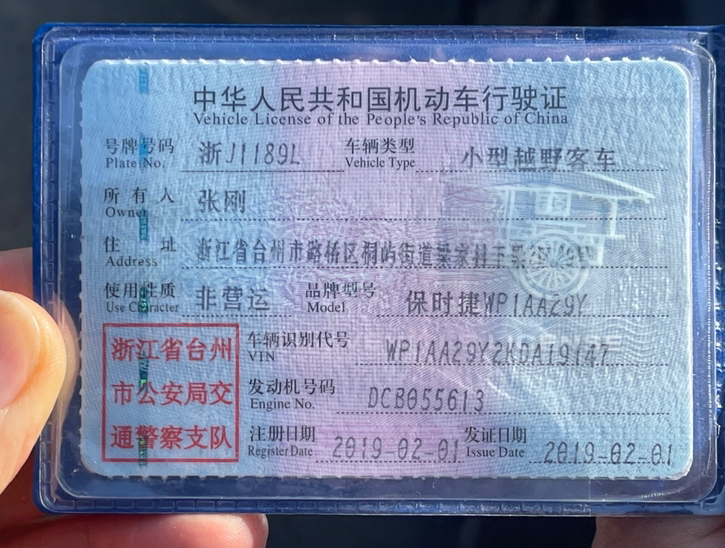 中华人民共和国机动车行驶证
Vehicle License of the People's Republic of China
号牌号码 浙J1189L 车辆类型 小型越野客车
Plate No. Vehicle Type
所有人 张刚
Owner
住址 浙江省台州市路桥区桐屿街道梁家村
Address
使用性质 非营运 品牌型号 保时捷WP1AA29Y
Use Character Model
浙江省台州
市公安局交
通警察支队
车辆识别代号 WP1AA29Y2KDA19147
VIN
发动机号码 DCB055613
Engine No.
注册日期 2019-02-01 发证日期 2019-02-01
Register Date Issue Date